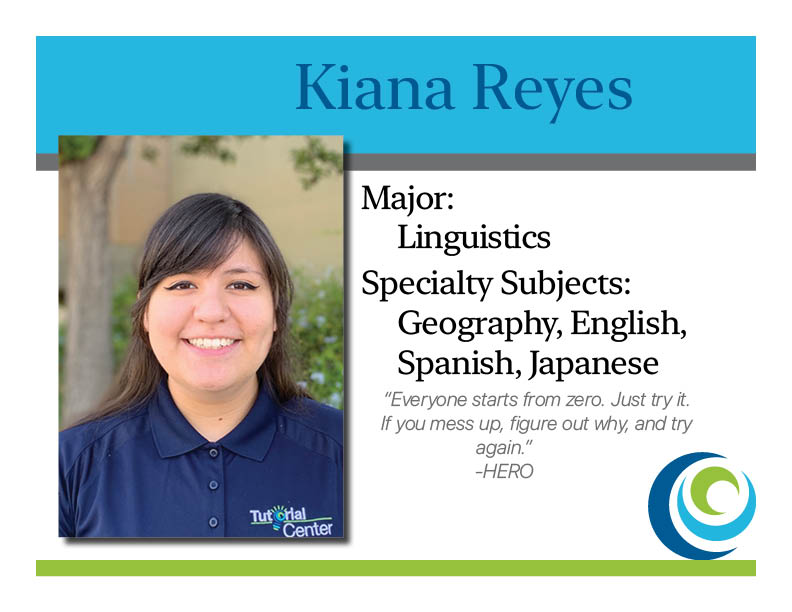 Kiana Reyes
Major:
Linguistics
Specialty Subjects:
Geography, English,
Spanish, Japanese
“Everyone starts from zero. Just try it.
If you mess up, figure out why, and try
again.”
-HERO
Tutorial
Center